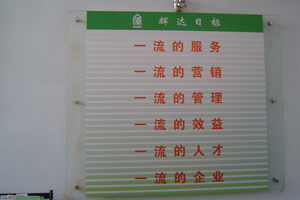 辉达目标
一流的服务
一流的营销
一流的管理
一流的效益
一流的人才
一流的企业